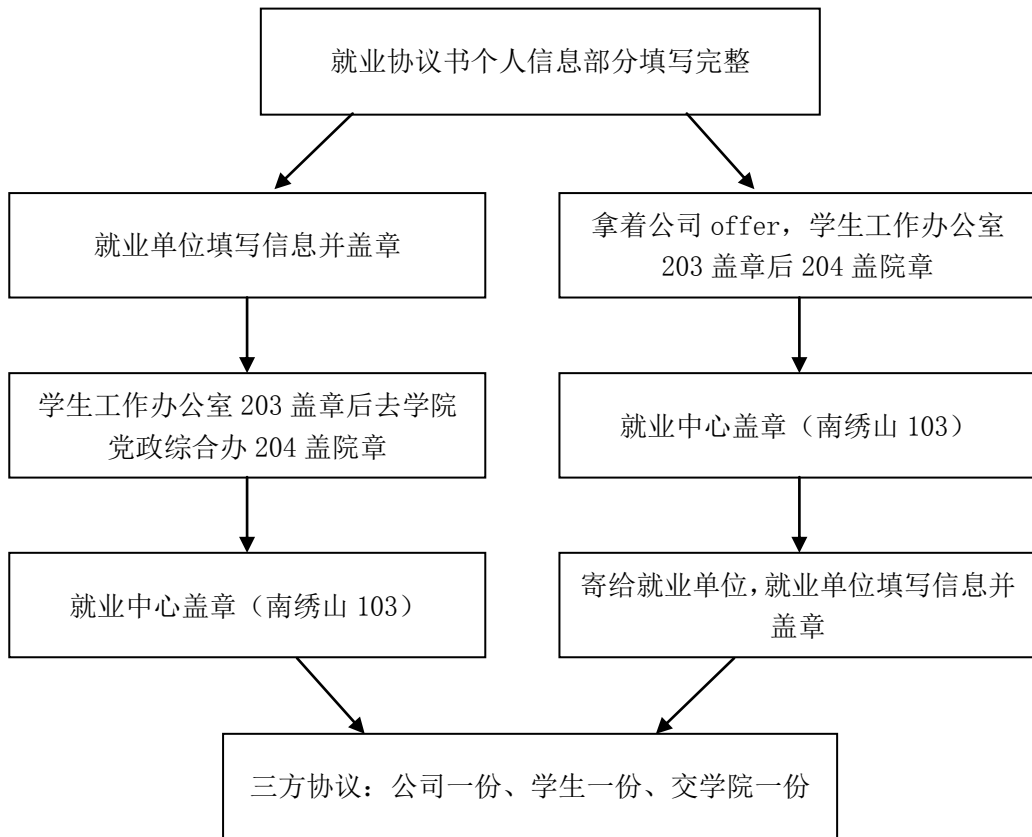 就业协议书个人信息部分填写完整
就业单位填写信息并盖章
拿着公司 offer，学生工作办公室
203 盖章后 204 盖院章
学生工作办公室 203 盖章后去学院
党政综合办 204 盖院章
就业中心盖章（南绣山 103）
就业中心盖章（南绣山 103）
寄给就业单位，就业单位填写信息并
盖章
三方协议：公司一份、学生一份、交学院一份